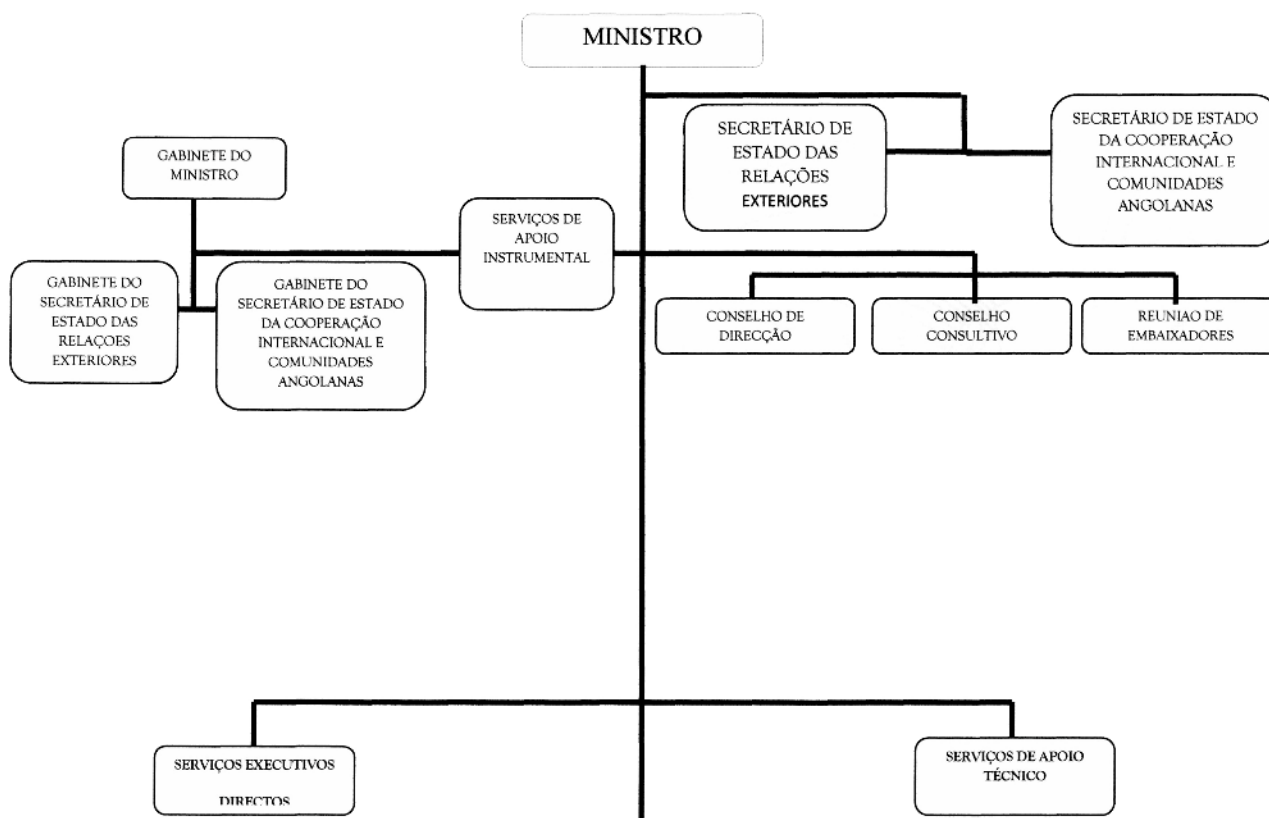 MINISTRO
SECRETÁRIO DE
ESTADO DAS
RELAÇÕES
EXTERIORES
SECRETÁRIO DE ESTADO
DA COOPERAÇÃO
INTERNACIONAL E
COMUNIDADES
ANGOLANAS
GABINETE DO
MINISTRO
SERVIÇOS DE
APOIO
INSTRUMENTAL
GABINETE DO
SECRETÁRIO DE
ESTADO DAS
RELAÇOES
EXTERIORES
GABINETE DO
SECRETÁRIO DE ESTADO
DA COOPERAÇÃO
INTERNACIONAL E
COMUNIDADES
ANGOLANAS
CONSELHO DE
DIRECÇÃO
CONSELHO
CONSULTIVO
REUNIAO DE
EMBAIXADORES
SERVIÇOS EXECUTIVOS
DIRECTOS
SERVIÇOS DE APOIO
TÉCNICO